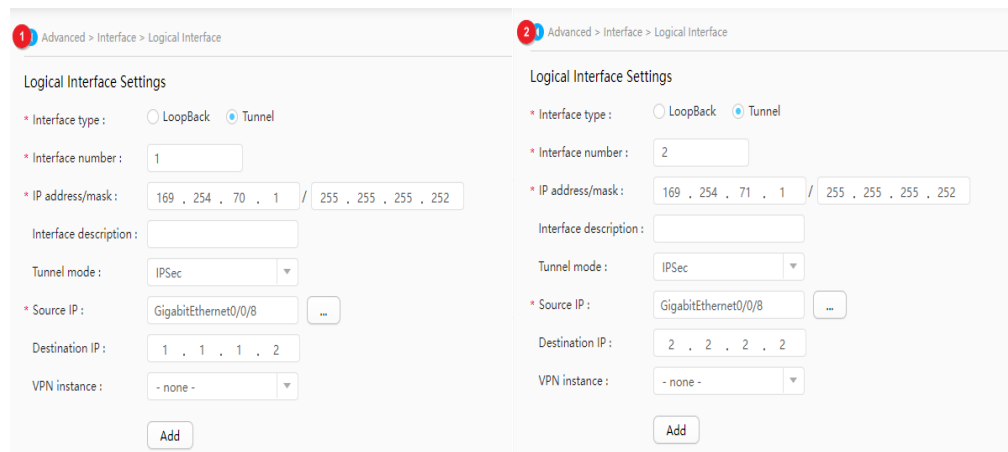 1 Advanced > Interface > Logical Interface
Logical Interface Settings
* Interface type : LoopBack Tunnel
* Interface number : 1
* IP address/mask : 169 . 254 . 70 . 1 / 255 . 255 . 255 . 252
Interface description :
Tunnel mode : IPSec
* Source IP : GigabitEthernet0/0/8 ...
Destination IP : 1 . 1 . 1 . 2
VPN instance : - none -
Add
2 Advanced > Interface > Logical Interface
Logical Interface Settings
* Interface type : LoopBack Tunnel
* Interface number : 2
* IP address/mask : 169 . 254 . 71 . 1 / 255 . 255 . 255 . 252
Interface description :
Tunnel mode : IPSec
* Source IP : GigabitEthernet0/0/8 ...
Destination IP : 2 . 2 . 2 . 2
VPN instance : - none -
Add